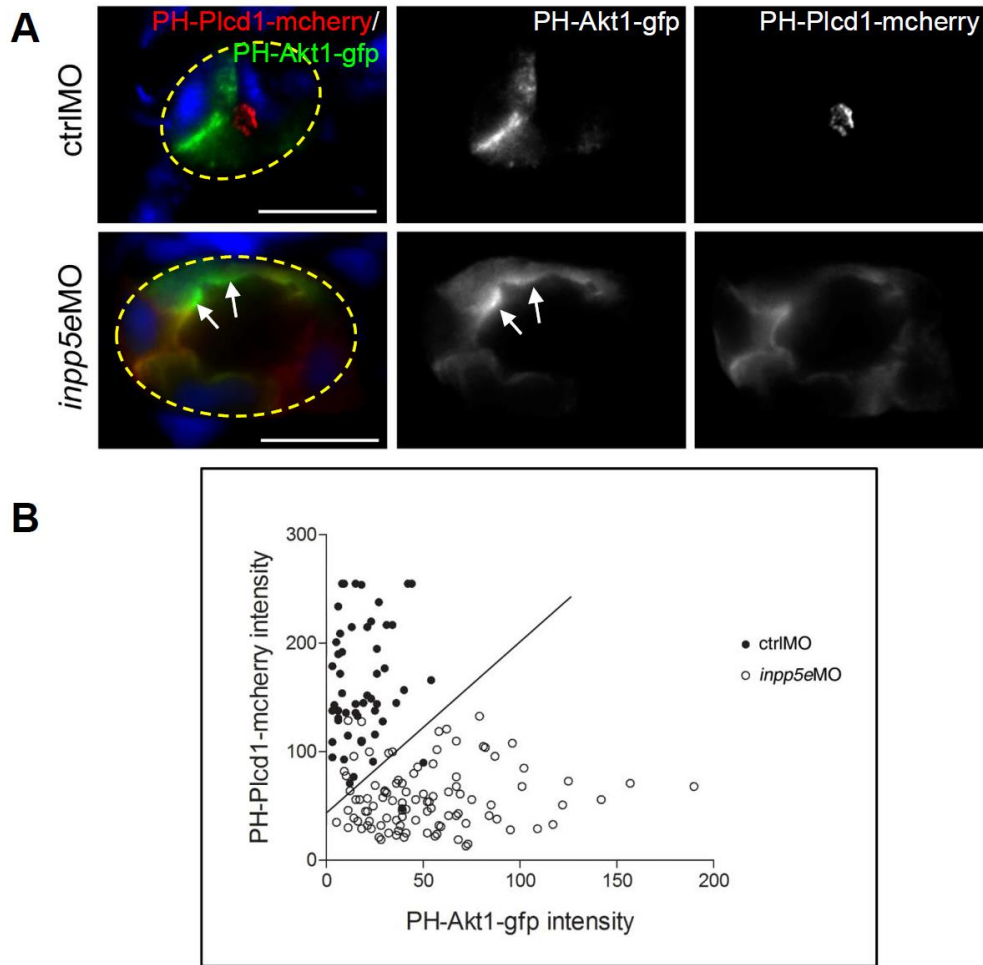 A
PH-Plcd1-mcherry/
PH-Akt1-gfp
PH-Akt1-gfp
PH-Plcd1-mcherry
ctrlMO
inpp5eMO
B
300
200
100
0
0
50
100
150
200
PH-Plcd1-mcherry intensity
PH-Akt1-gfp intensity
ctrlMO
inpp5eMO